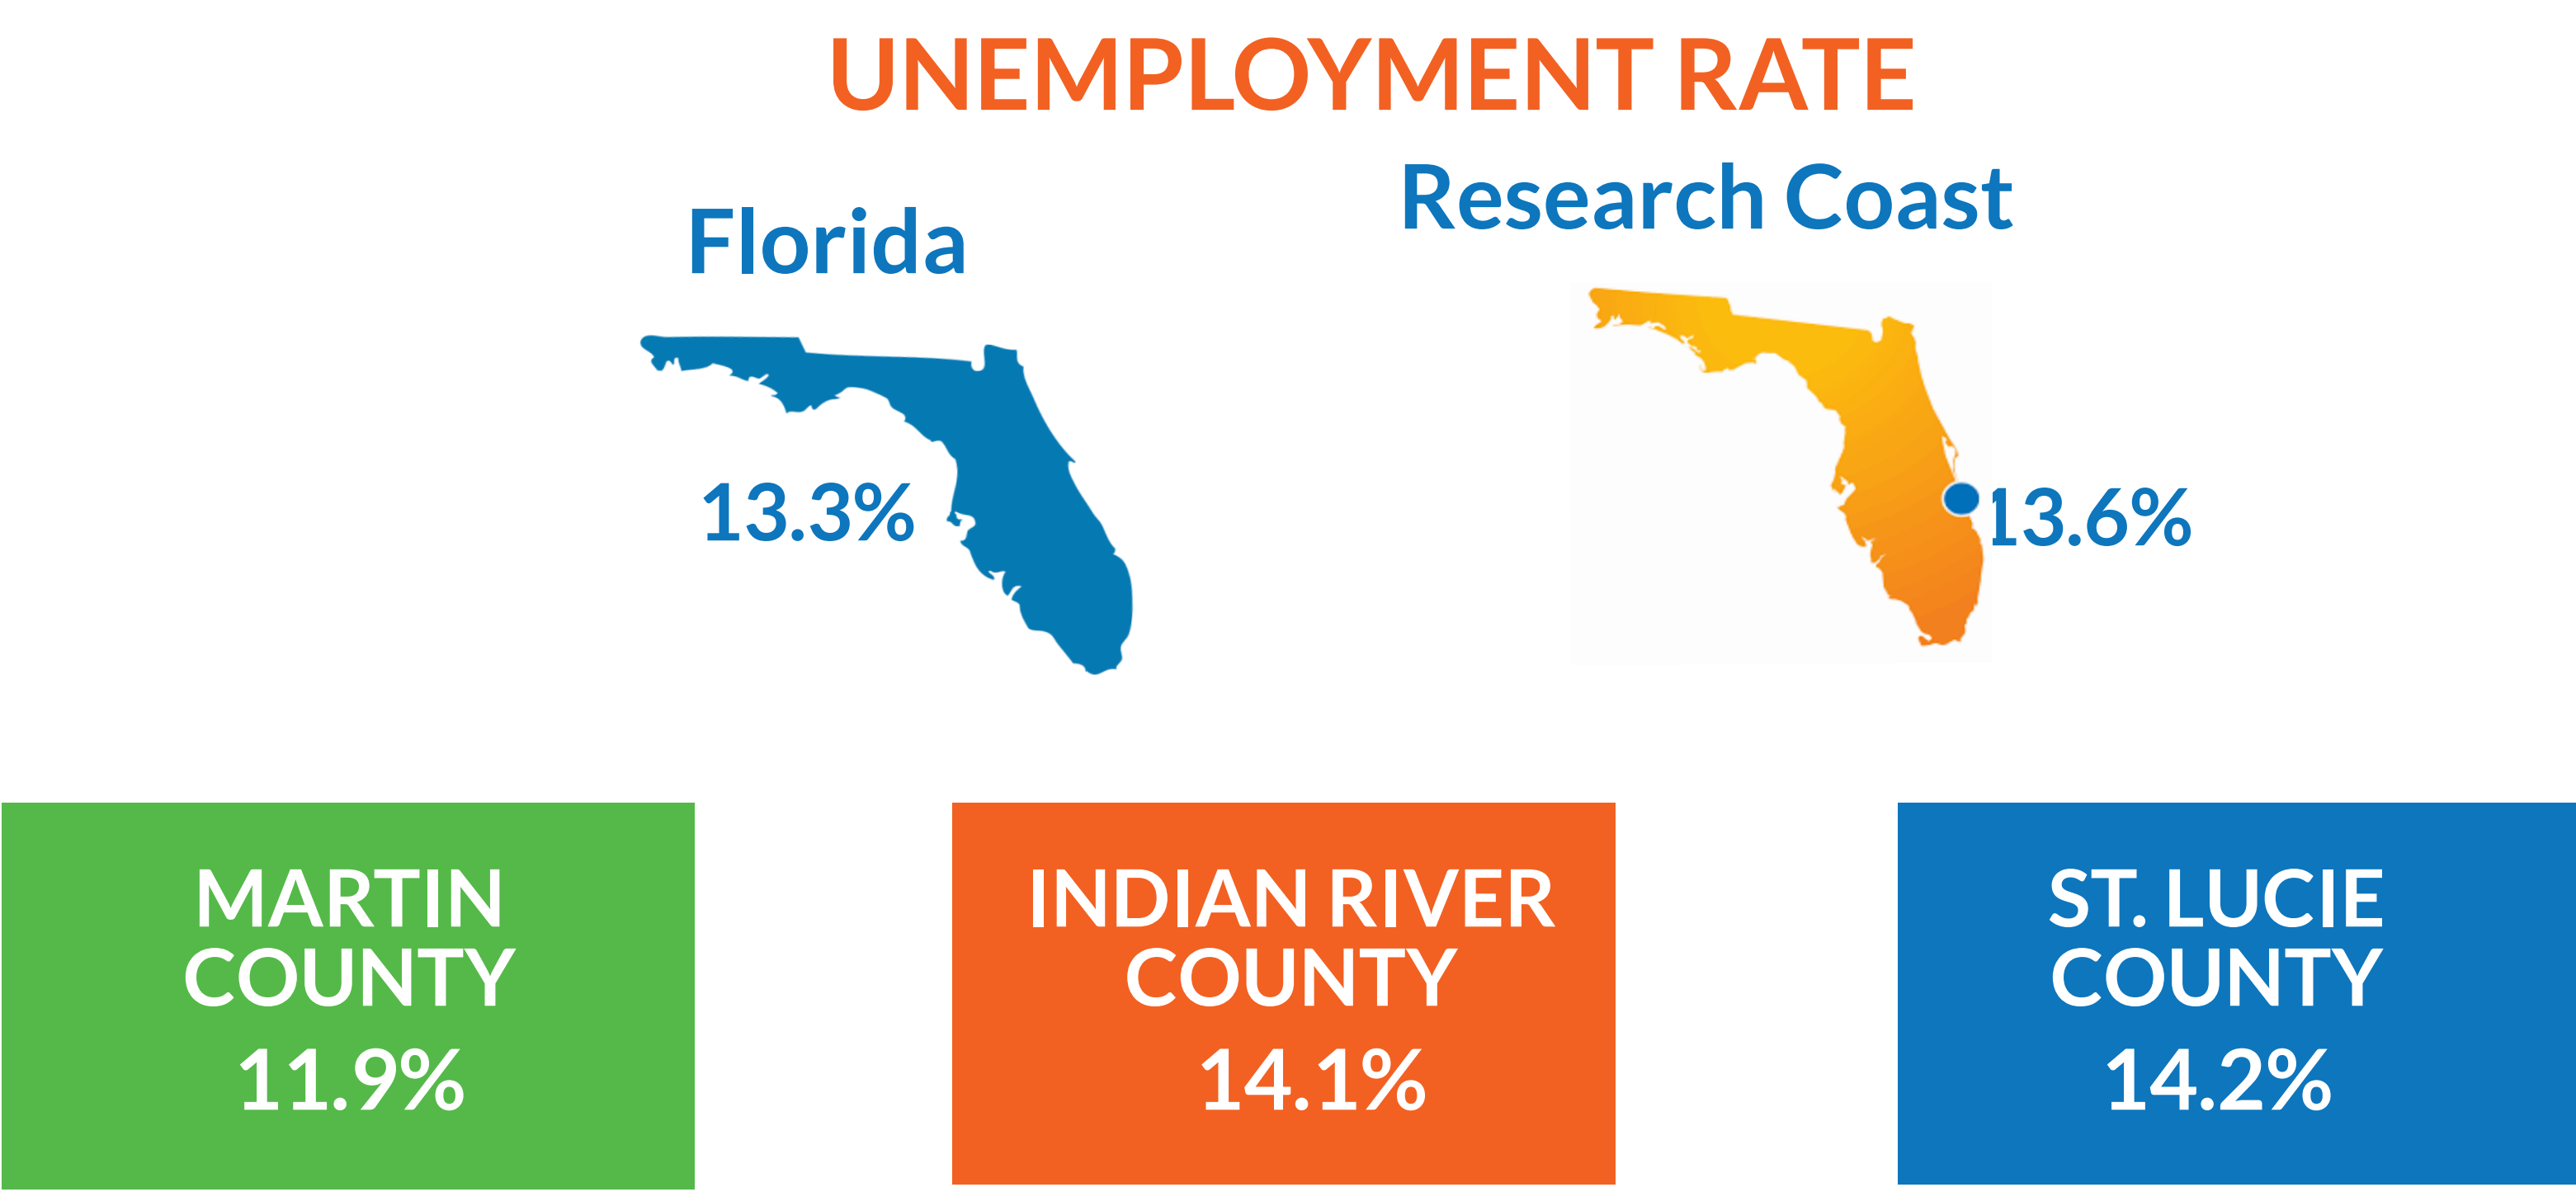 UNEMPLOYMENT RATE
Florida
Research Coast
13.3%
13.6%
MARTIN
COUNTY
11.9%
INDIAN RIVER
COUNTY
14.1%
ST. LUCIE
COUNTY
14.2%